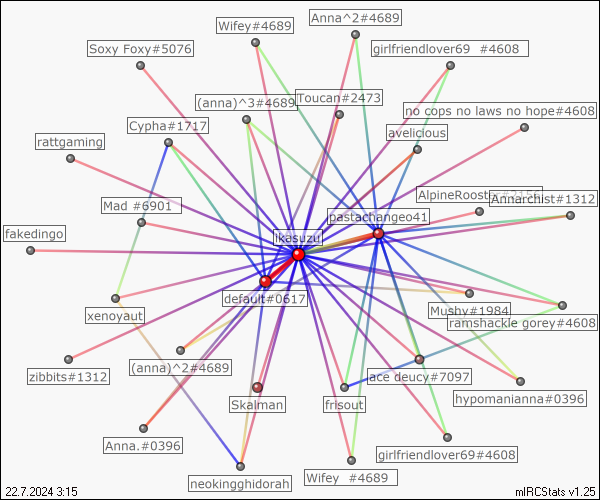 Anna^2#4689
Wifey#4689
Soxy Foxy#5076
girlfriendlover69 #4608
(anna)^3#4689
Toucan#2473
no cops no laws no hope#4608
Cypha#1717
avelicious
rattgaming
AlpineRooster
Annarchist#1312
Mad #6901
pastachangeo41
fakedingo
ikasuzu
default#0617
xenoyaut
Mushy#1984
ramshackle gorey#4608
zibbits#1312
(anna)^2#4689
ace deucy#7097
Skalman
frisout
hypomanianna#0396
Anna.#0396
girlfriendlover69#4608
neokingghidorah
Wifey #4689
22.7.2024 3:15
mIRCStats v1.25